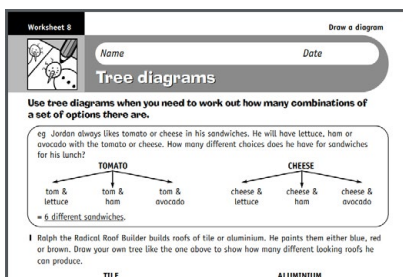 Worksheet 8
Draw a diagram
Name
Date
Tree diagrams
Use tree diagrams when you need to work out how many combinations of
a set of options there are.
eg Jordan always likes tomato or cheese in his sandwiches. He will have lettuce, ham or
avocado with the tomato or cheese. How many different choices does he have for sandwiches
for his lunch?
TOMATO
CHEESE
tom & lettuce
tom & ham
tom & avocado
cheese & lettuce
cheese & ham
cheese & avocado
= 6 different sandwiches.
1 Ralph the Radical Roof Builder builds roofs of tile or aluminium. He paints them either blue, red
or brown. Draw your own tree like the one above to show how many different looking roofs he
can produce.
TILE
ALUMINIUM